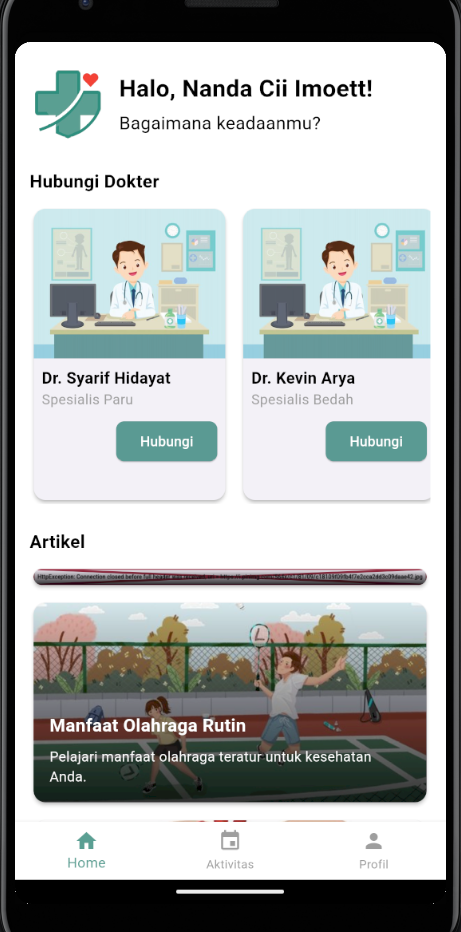 Halo, Nanda Cii Imoett!
Bagaimana keadaanmu?
Hubungi Dokter
Dr. Syarif Hidayat
Spesialis Paru
Hubungi
Dr. Kevin Arya
Spesialis Bedah
Hubungi
Artikel
HttpException: Connection closed before full header was received
Manfaat Olahraga Rutin
Pelajari manfaat olahraga teratur untuk kesehatan
Anda.
Home
Aktivitas
Profil